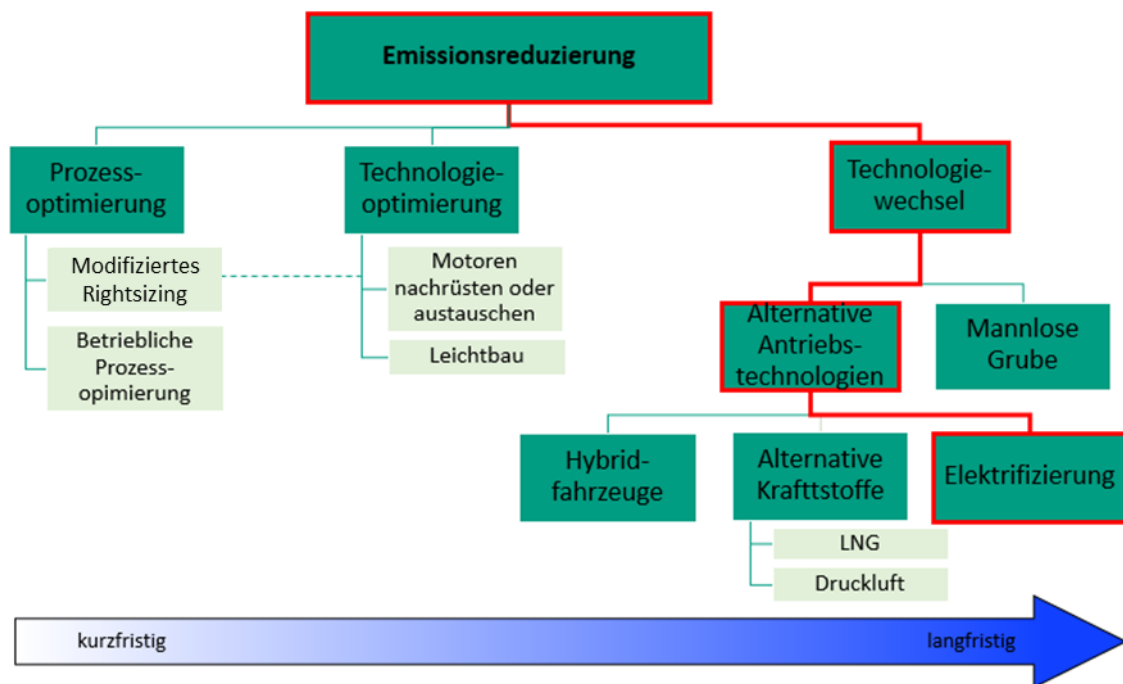 Emissionsreduzierung
Prozess-
optimierung
Technologie-
optimierung
Technologie-
wechsel
Modifiziertes
Rightsizing
Betriebliche
Prozess-
opimierung
Motoren
nachrüsten oder
austauschen
Leichtbau
Alternative
Antriebs-
technologien
Mannlose
Grube
Hybrid-
fahrzeuge
Alternative
Krafttstoffe
Elektrifizierung
LNG
Druckluft
kurzfristig
langfristig